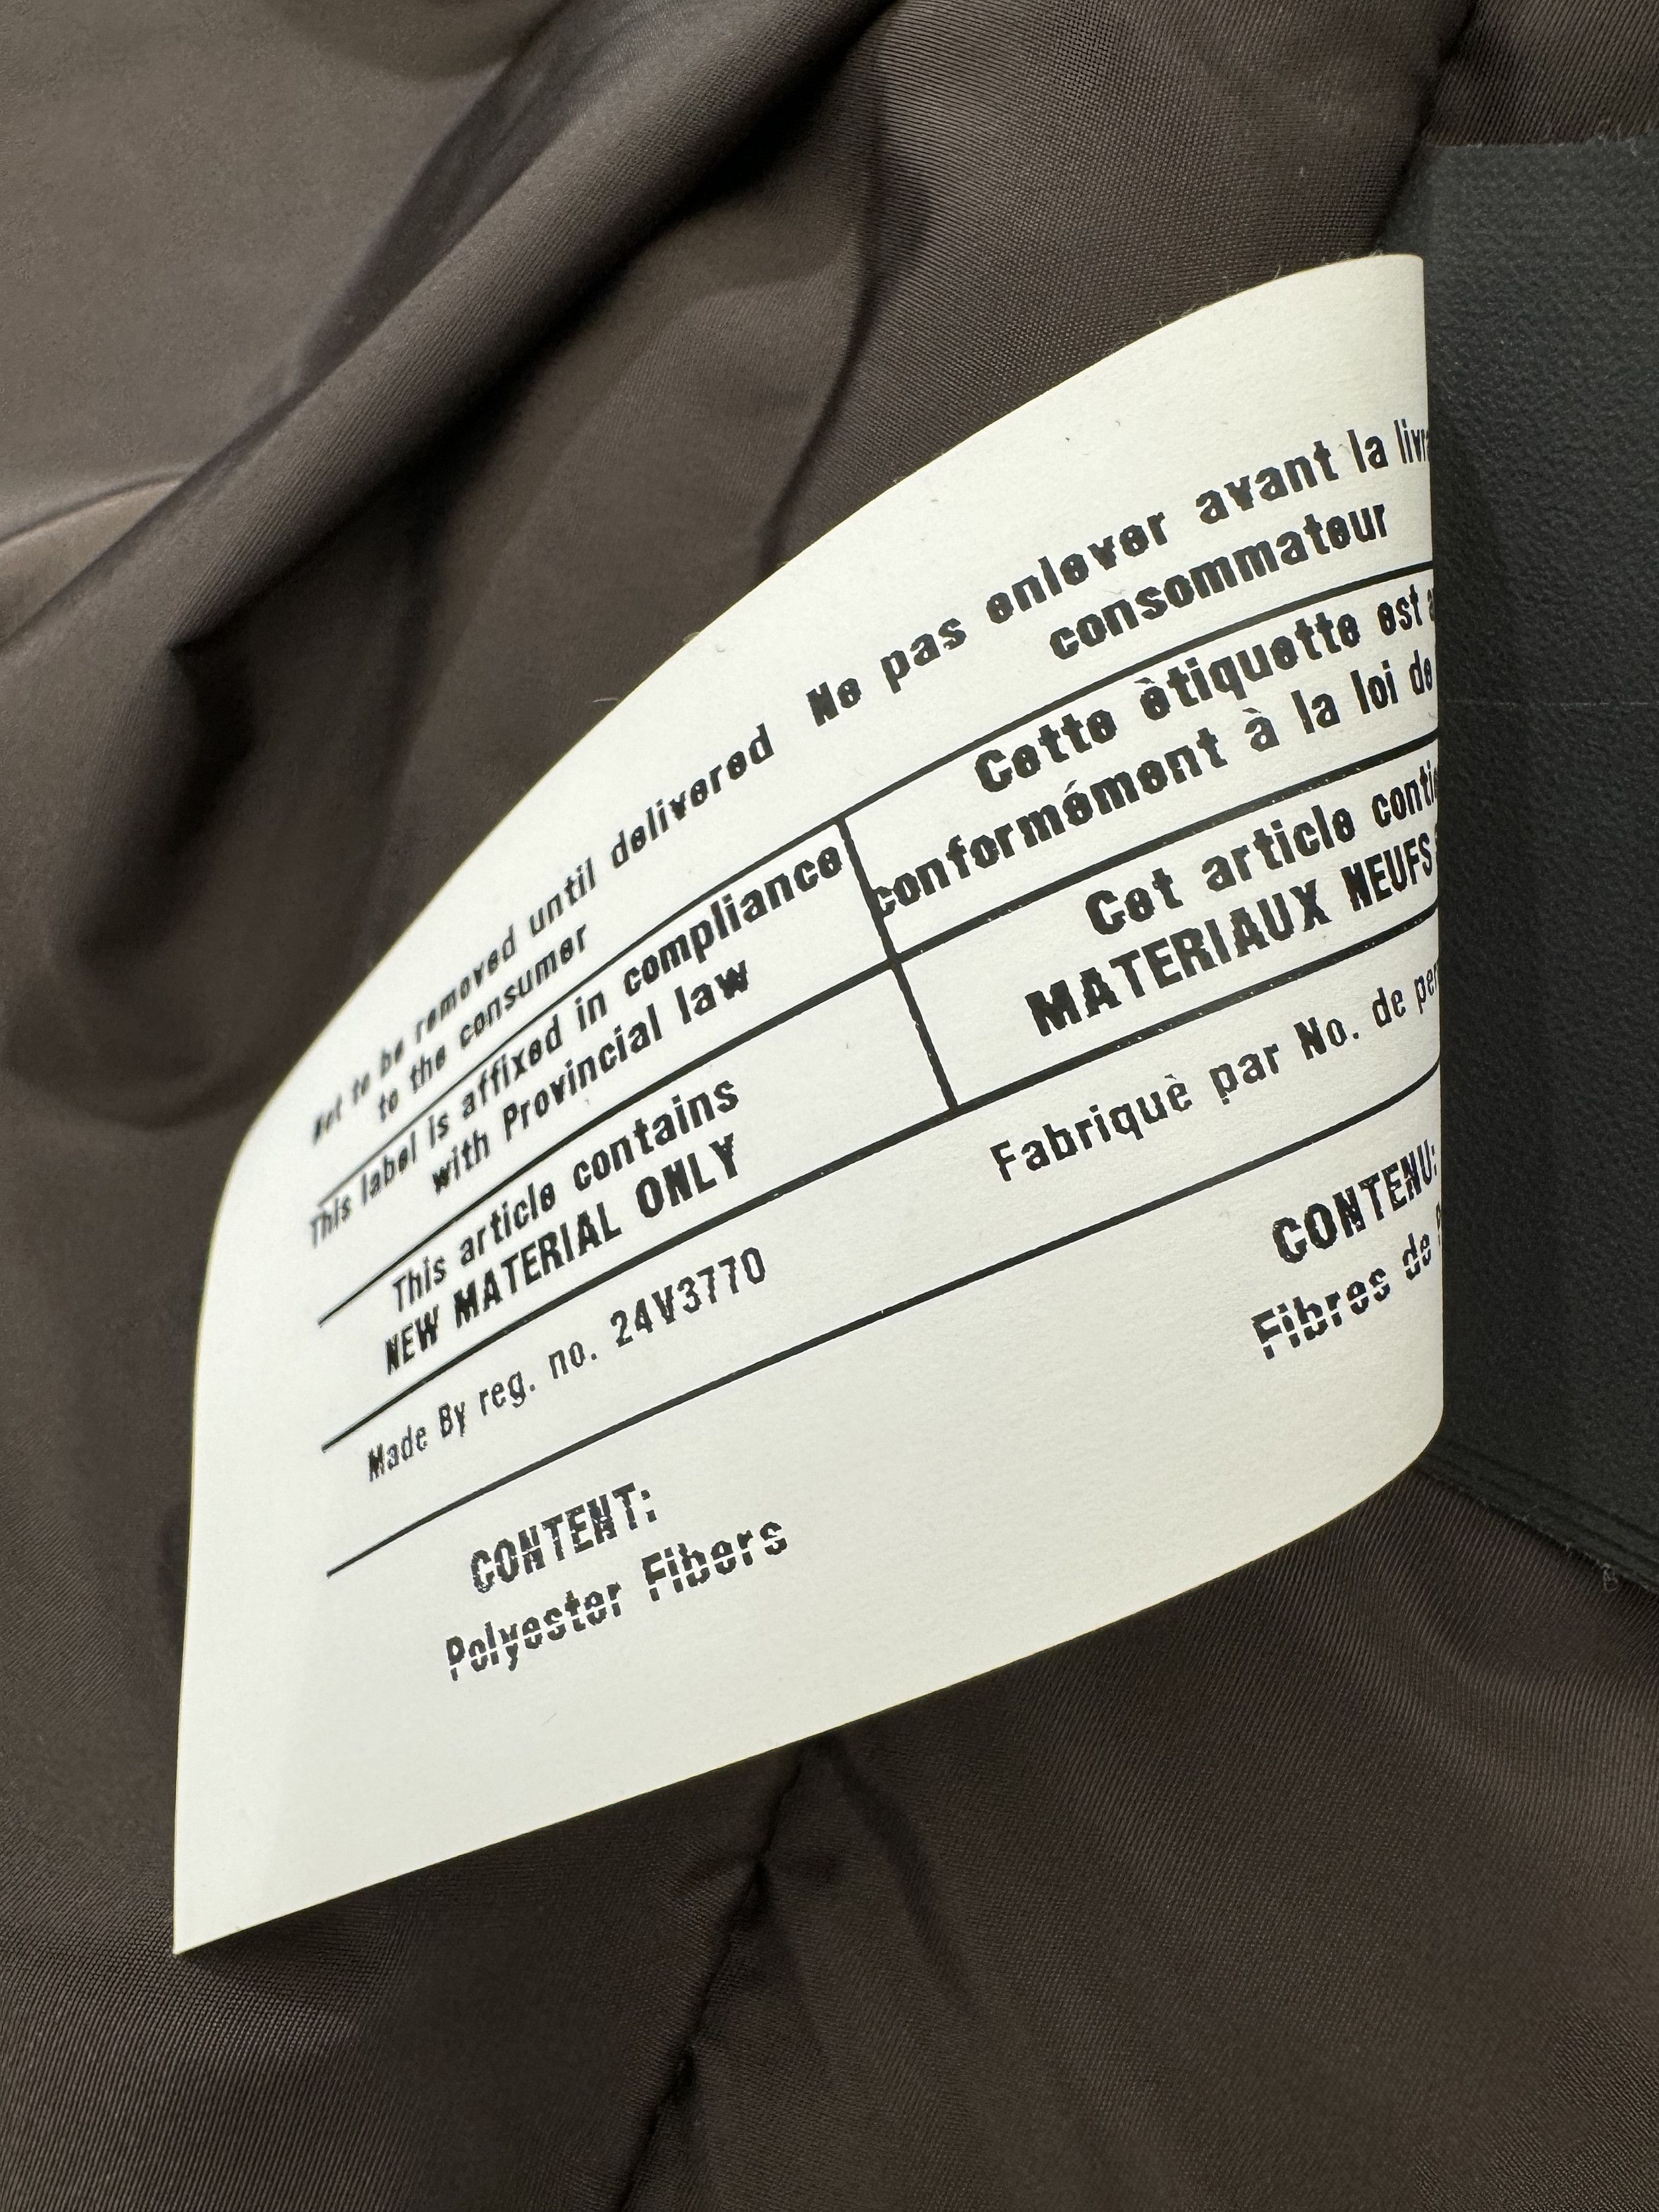 Not to be removed until delivered
to the consumer
Ne pas enlever avant la
consommateur
This label is affixed in compliance
with Provincial law
Cette ètiquette est
conformément à la loi de
This article contains
NEW MATERIAL ONLY
Cet article
MATERIAUX NEUFS
Made By reg. no. 24V3770
Fabriquè par No. de
CONTENT:
Polyester Fibers
CONTENU:
Fibres de